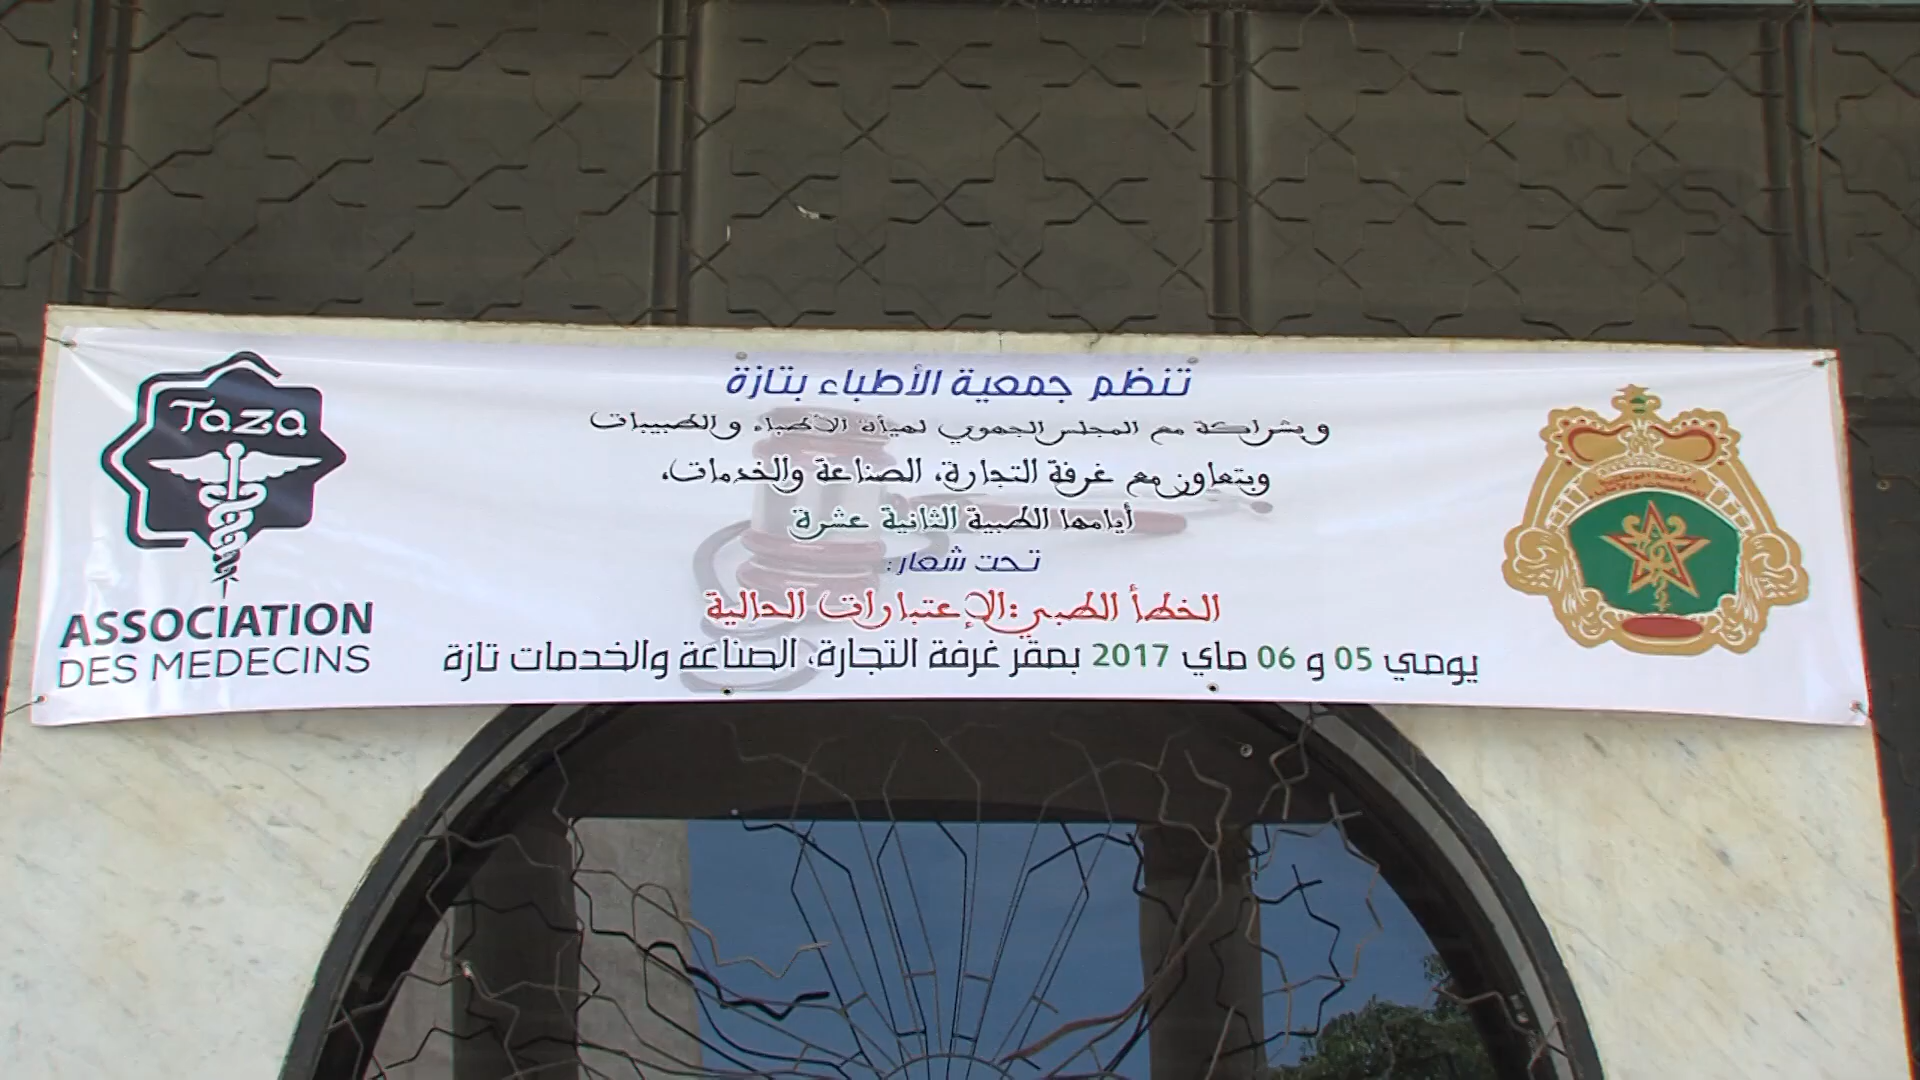 تنظم جمعية الأطباء بتازة
وبشراكة مع المجلس الجهوي لهيأة الأطباء والطبيبات
وبتعاون مع غرفة التجارة، الصناعة والخدمات،
أيامها الطبية الثانية عشرة
تحت شعار:
الخطأ الطبي:الإعتبارات الحالية
يومي 05 و 06 ماي 2017 بمقر غرفة التجارة، الصناعة والخدمات تازة
Taza
ASSOCIATION
DES MEDECINS